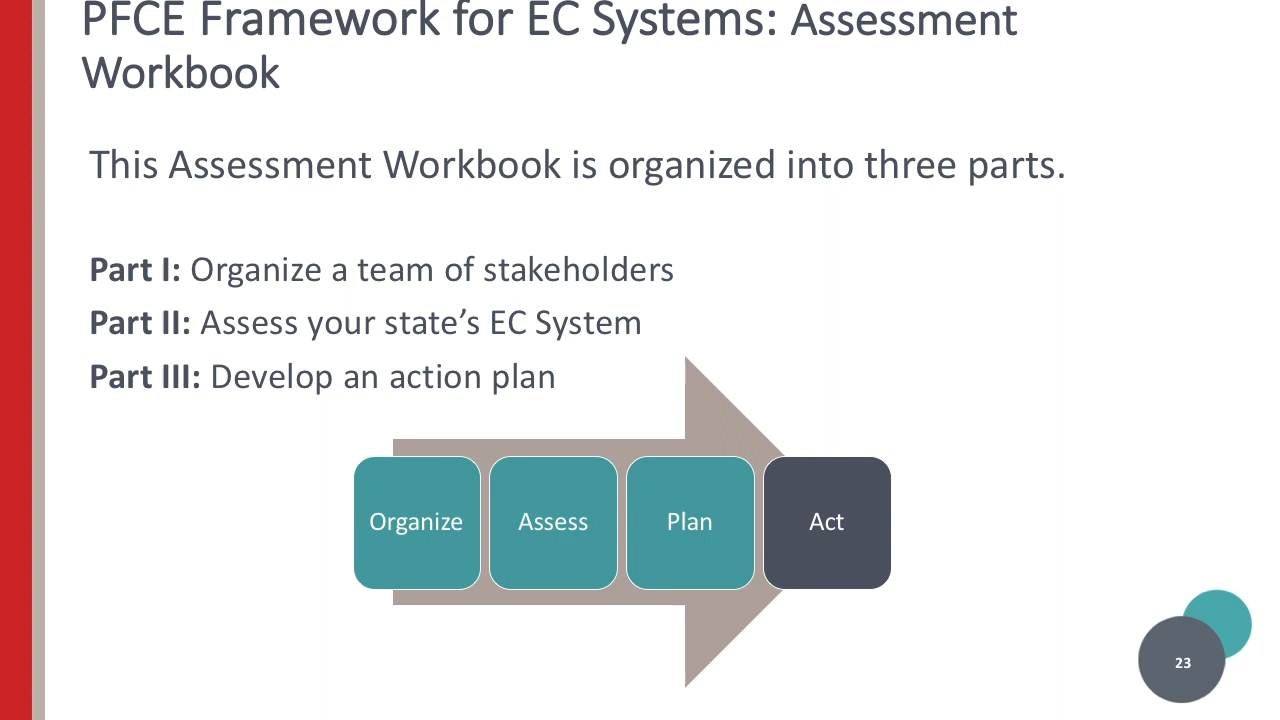 PFCE Framework for EC Systems: Assessment
Workbook
This Assessment Workbook is organized into three parts.
Part I: Organize a team of stakeholders
Part II: Assess your state’s EC System
Part III: Develop an action plan
Organize
Assess
Plan
Act
23